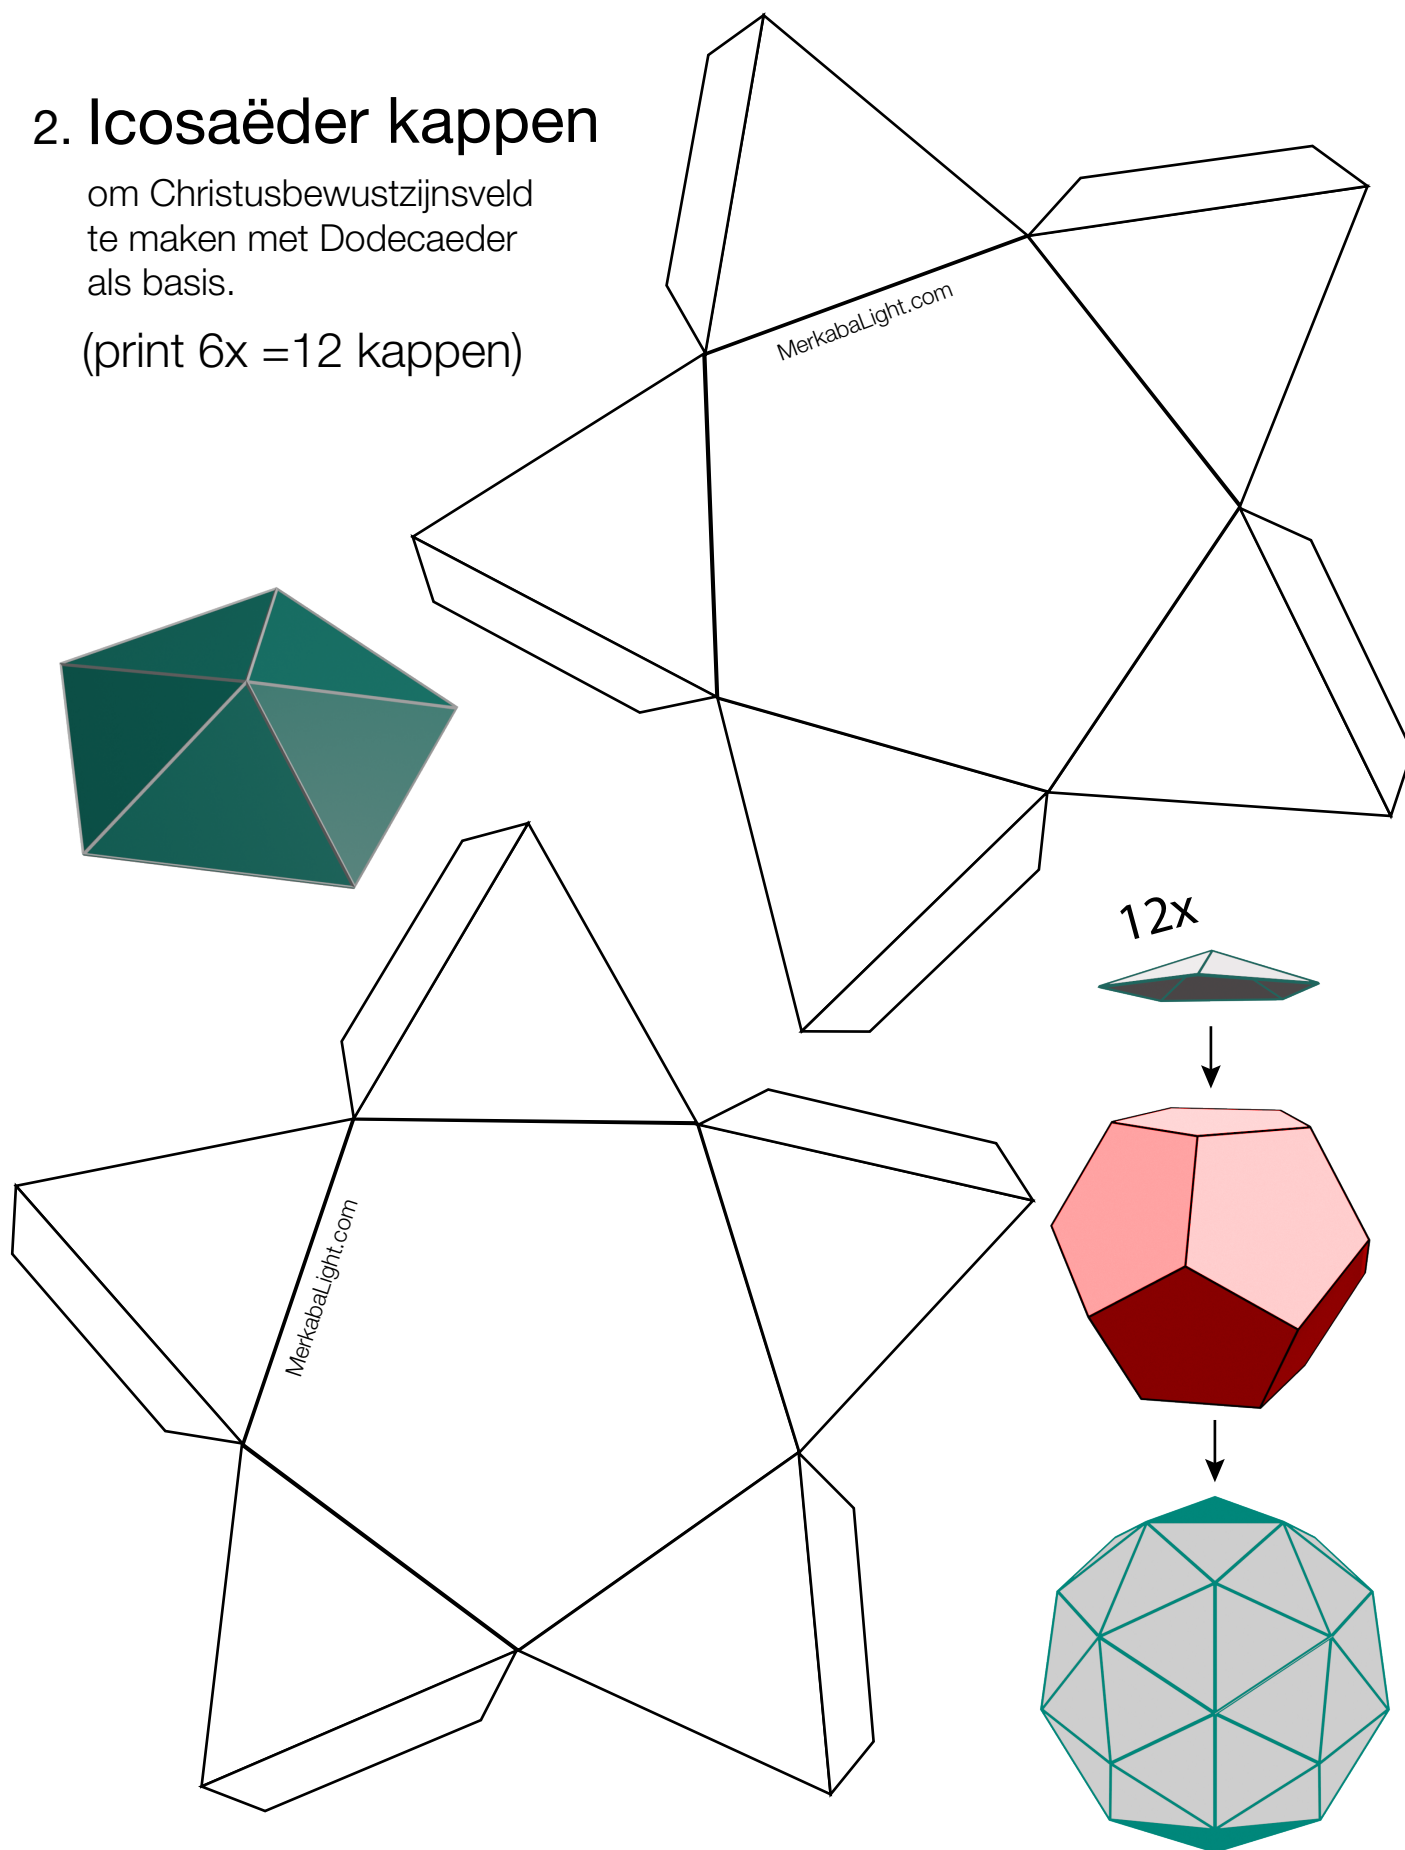 2. Icosaëder kappen
om Christusbewustzijnsveld
te maken met Dodecaeder
als basis.
(print 6x =12 kappen)
MerkabaLight.com
12x
MerkabaLight.com